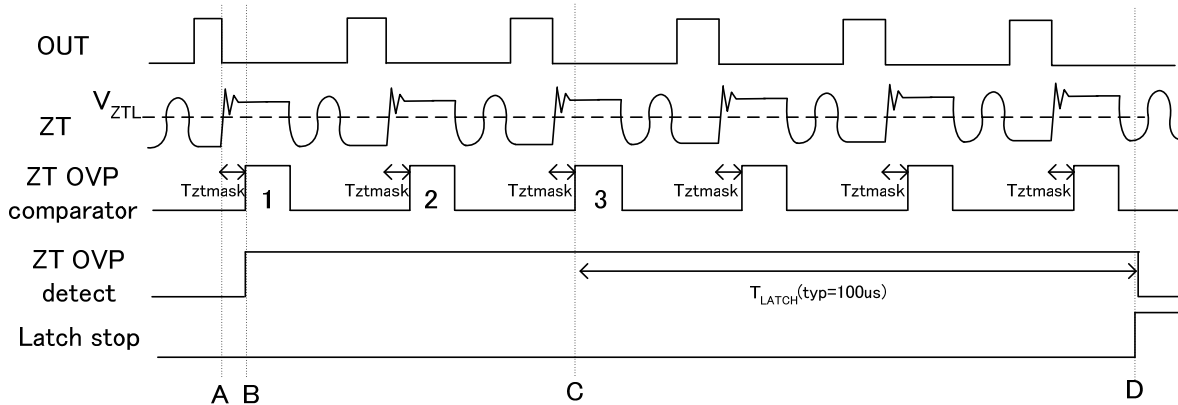 OUT
V_ZTL
ZT
ZT OVP
comparator
Tztmask Tztmask Tztmask Tztmask Tztmask Tztmask
1 2 3
ZT OVP
detect
T_LATCH(typ=100us)
Latch stop
A B C D